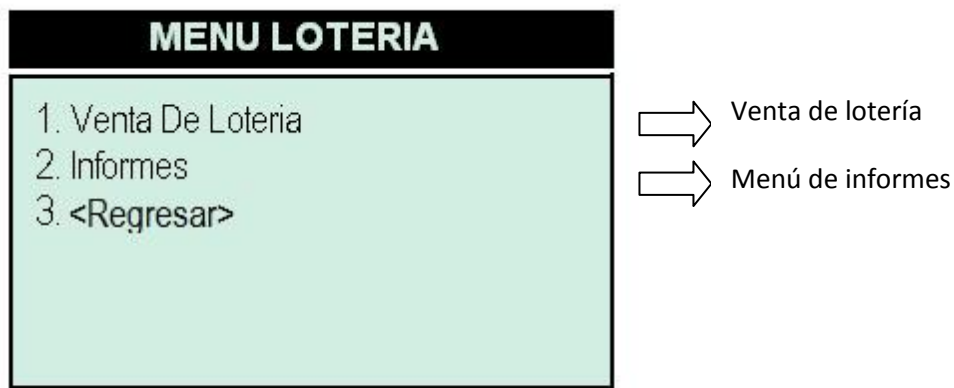 MENU LOTERIA
1. Venta De Loteria
2. Informes
3. <Regresar>
Venta de lotería
Menú de informes